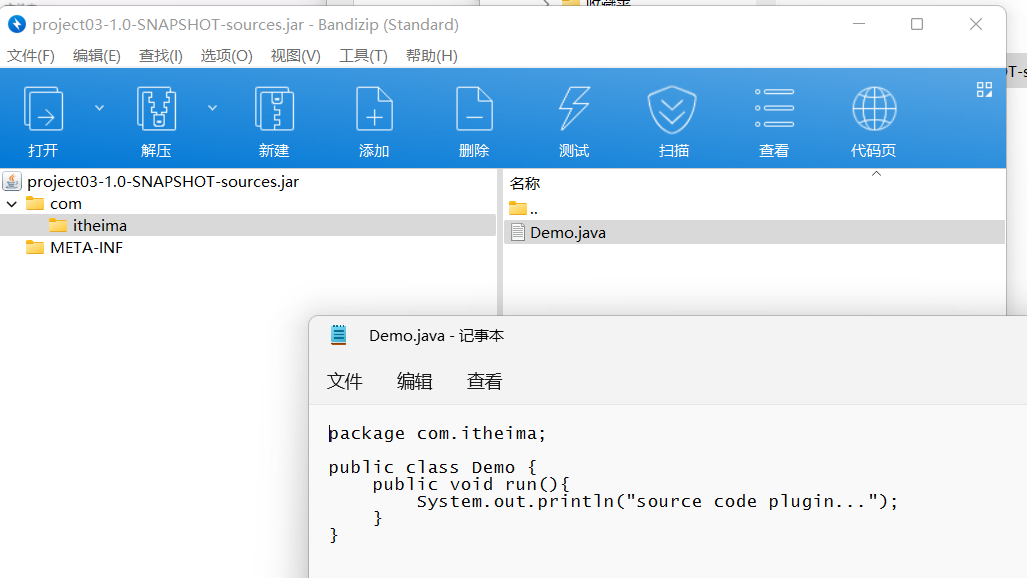 收藏夹
project03-1.0-SNAPSHOT-sources.jar - Bandizip (Standard)
文件(F) 编辑(E) 查找(I) 选项(O) 视图(V) 工具(T) 帮助(H)
打开 解压 新建 添加 删除 测试 扫描 查看 代码页
project03-1.0-SNAPSHOT-sources.jar
com
itheima
META-INF
名称
..
Demo.java
Demo.java - 记事本
文件 编辑 查看
package com.itheima;
public class Demo {
public void run(){
System.out.println("source code plugin...");
}
}